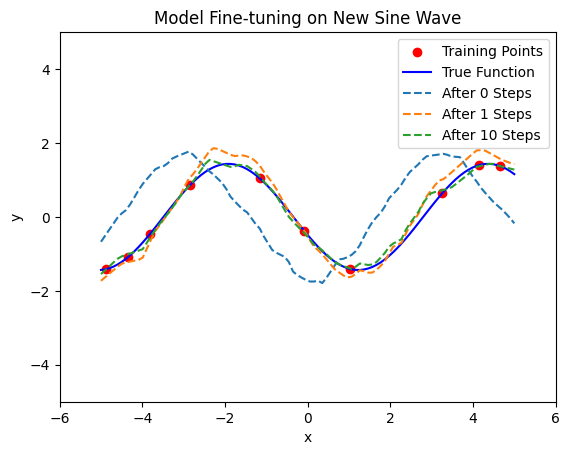 Model Fine-tuning on New Sine Wave
Training Points
True Function
After 0 Steps
After 1 Steps
After 10 Steps
4
2
0
−2
−4
y
−6
−4
−2
0
2
4
6
x